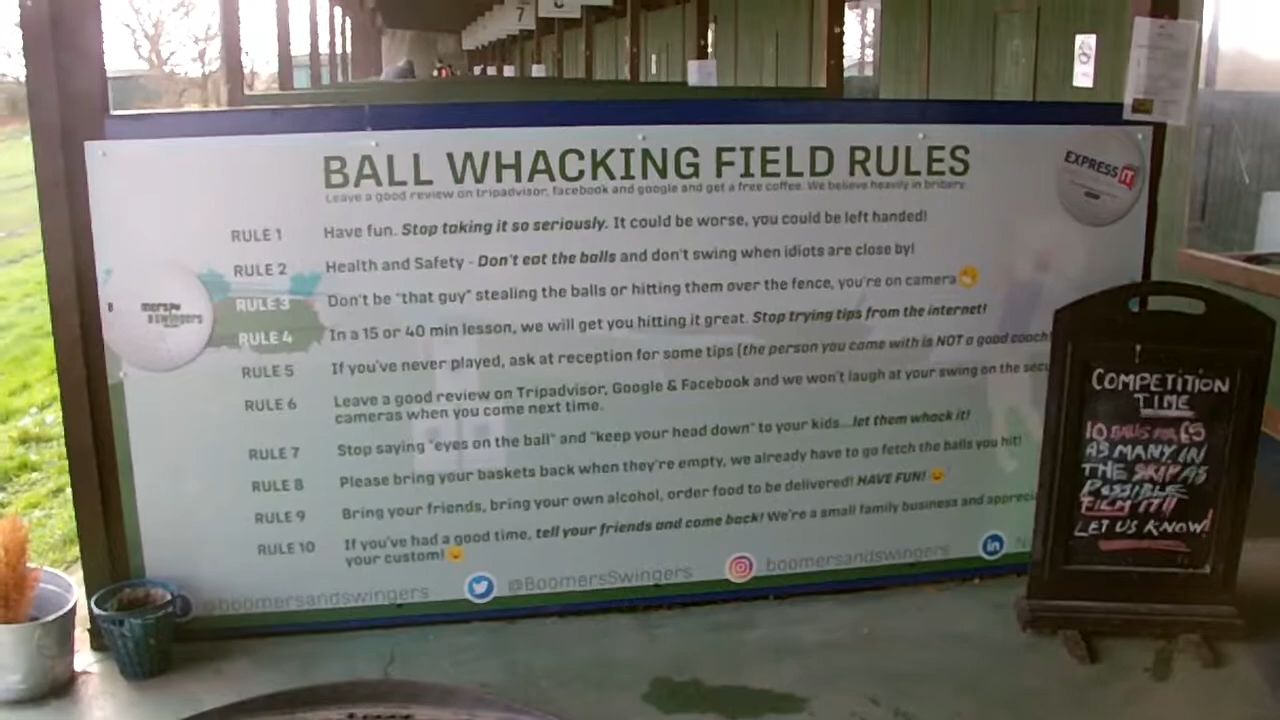 7
BALL WHACKING FIELD RULES
Leave a good review on tripadvisor, facebook and google and get a free coffee. We believe heavily in bribery.
EXPRESS IT
RULE 1 Have fun. Stop taking it so seriously. It could be worse, you could be left handed!
RULE 2 Health and Safety - Don't eat the balls and don't swing when idiots are close by!
RULE 3 Don't be "that guy" stealing the balls or hitting them over the fence, you're on camera
RULE 4 In a 15 or 40 min lesson, we will get you hitting it great. Stop trying tips from the internet!
RULE 5 If you've never played, ask at reception for some tips (the person you came with is NOT a good coach!
RULE 6 Leave a good review on Tripadvisor, Google & Facebook and we won't laugh at your swing on the secu
cameras when you come next time.
RULE 7 Stop saying "eyes on the ball" and "keep your head down" to your kids...let them whack it!
RULE 8 Please bring your baskets back when they're empty, we already have to go fetch the balls you hit!
RULE 9 Bring your friends, bring your own alcohol, order food to be delivered! HAVE FUN!
RULE 10 If you've had a good time, tell your friends and come back! We're a small family business and apprecia
your custom!
@boomersandswingers @BoomersSwingers boomersandswingers N
mers
swingers
COMPETITION
TIME
10 BALLS FOR £5
AS MANY IN
THE SKIP AS
POSSIBLE
FILM IT!!
LET US KNOW!